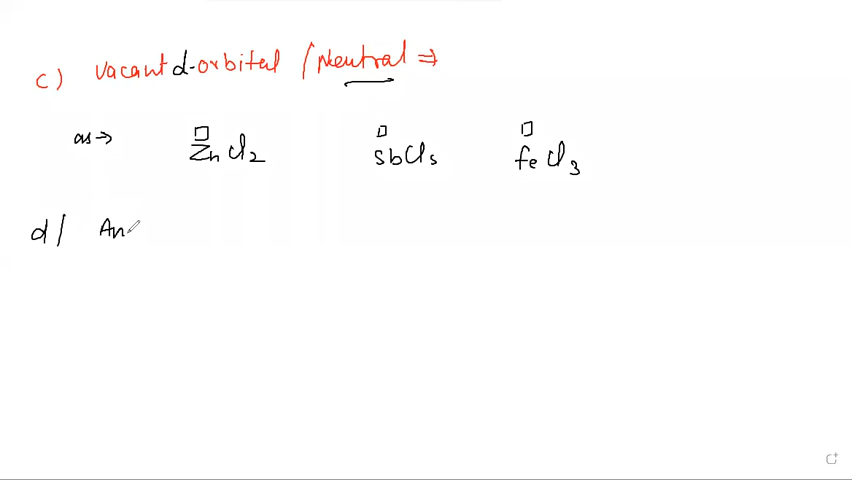 c) vacant d-orbital / Neutral ⇒
as → ZnCl2 SbCl5 FeCl3
d/ An